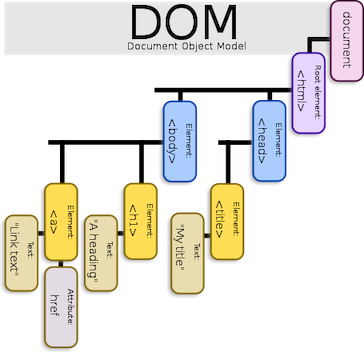 DOM
Document Object Model
document
Root element:
<html>
Element:
<head>
Element:
<body>
Element:
<title>
Text:
"My title"
Element:
<h1>
Text:
"A heading"
Element:
<a>
Text:
"Link text"
Attribute:
href